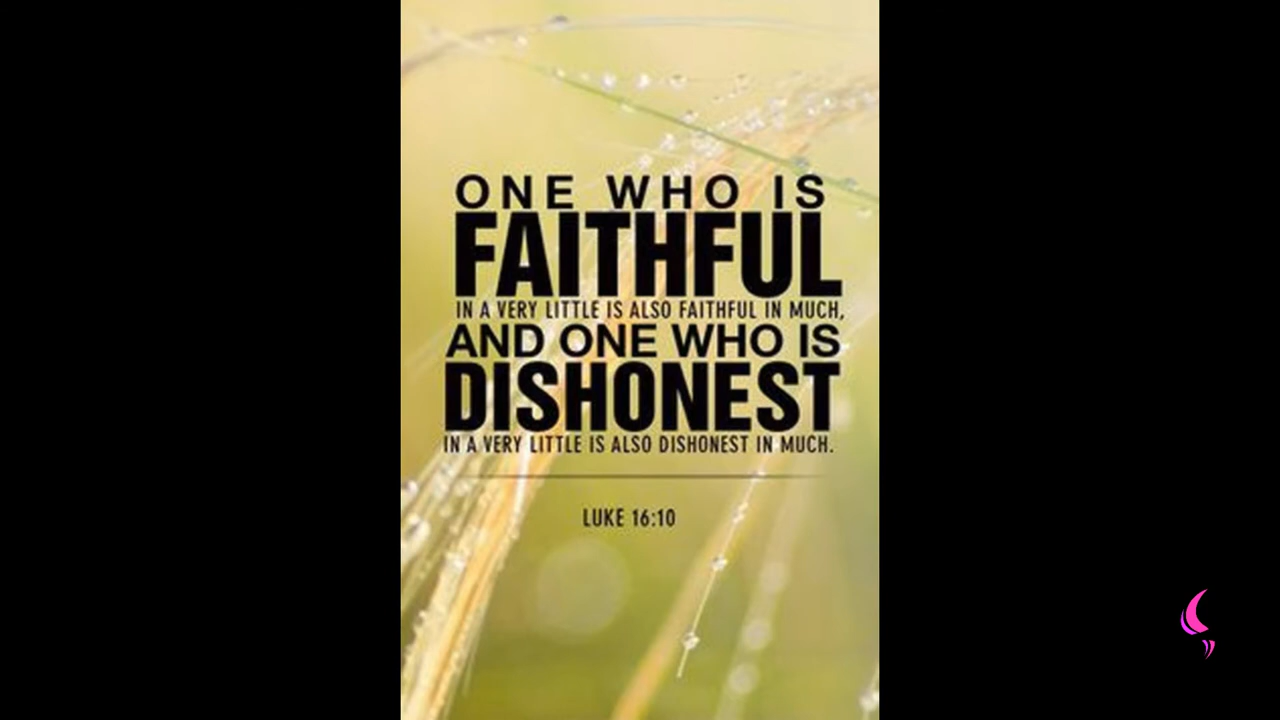 ONE WHO IS
FAITHFUL
IN A VERY LITTLE IS ALSO FAITHFUL IN MUCH,
AND ONE WHO IS
DISHONEST
IN A VERY LITTLE IS ALSO DISHONEST IN MUCH.
LUKE 16:10